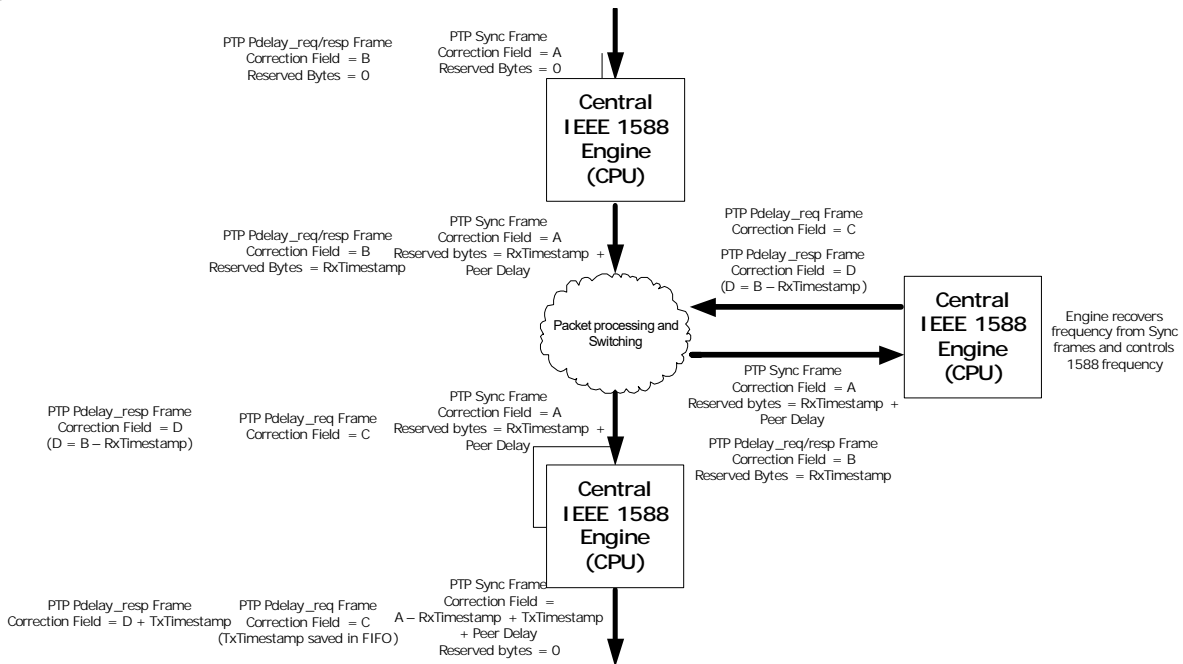 PTP Pdelay_req/resp Frame
Correction Field = B
Reserved Bytes = 0
PTP Sync Frame
Correction Field = A
Reserved Bytes = 0
Central
IEEE 1588
Engine
(CPU)
PTP Pdelay_req/resp Frame
Correction Field = B
Reserved Bytes = RxTimestamp
PTP Sync Frame
Correction Field = A
Reserved bytes = RxTimestamp +
Peer Delay
PTP Pdelay_req Frame
Correction Field = C
PTP Pdelay_resp Frame
Correction Field = D
(D = B – RxTimestamp)
Packet processing and
Switching
Central
IEEE 1588
Engine
(CPU)
Engine recovers
frequency from Sync
frames and controls
1588 frequency
PTP Sync Frame
Correction Field = A
Reserved bytes = RxTimestamp +
Peer Delay
PTP Pdelay_req/resp Frame
Correction Field = B
Reserved Bytes = RxTimestamp
PTP Pdelay_resp Frame
Correction Field = D
(D = B – RxTimestamp)
PTP Pdelay_req Frame
Correction Field = C
PTP Sync Frame
Correction Field = A
Reserved bytes = RxTimestamp +
Peer Delay
Central
IEEE 1588
Engine
(CPU)
PTP Pdelay_resp Frame
Correction Field = D + TxTimestamp
PTP Pdelay_req Frame
Correction Field = C
(TxTimestamp saved in FIFO)
PTP Sync Frame
Correction Field =
A – RxTimestamp + TxTimestamp
+ Peer Delay
Reserved bytes = 0